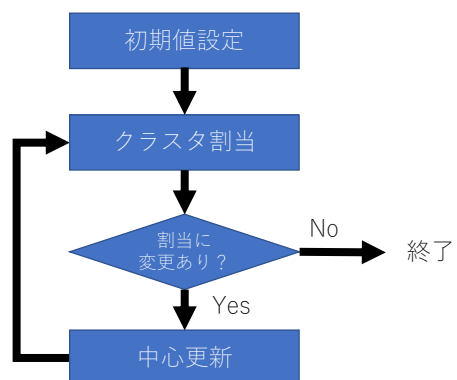 初期値設定
クラスタ割当
割当に
変更あり？
No
終了
Yes
中心更新